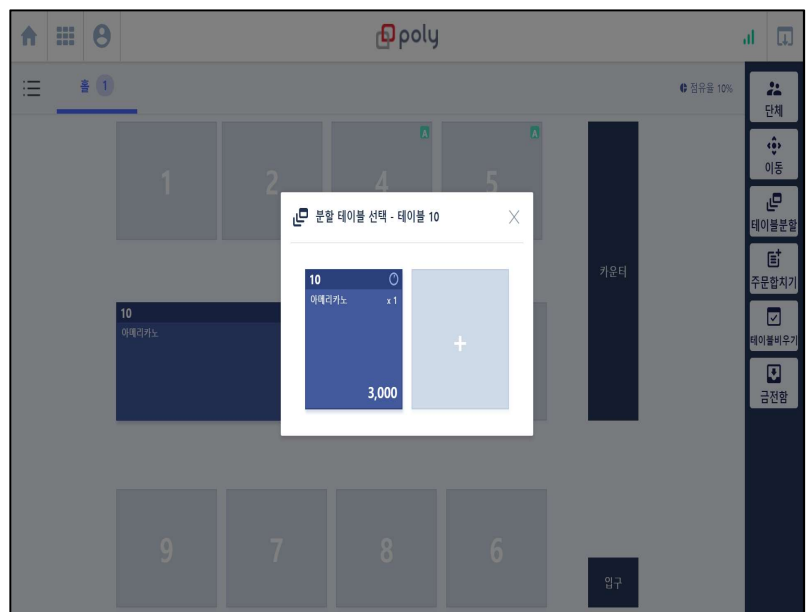 poly
홀 1
점유율 10%
단체
이동
테이블분할
주문합치기
테이블비우기
금전함
1
2
4
A
5
A
카운터
10
아메리카노
분할 테이블 선택 - 테이블 10
10
아메리카노 x 1
+
3,000
9
7
8
6
입구